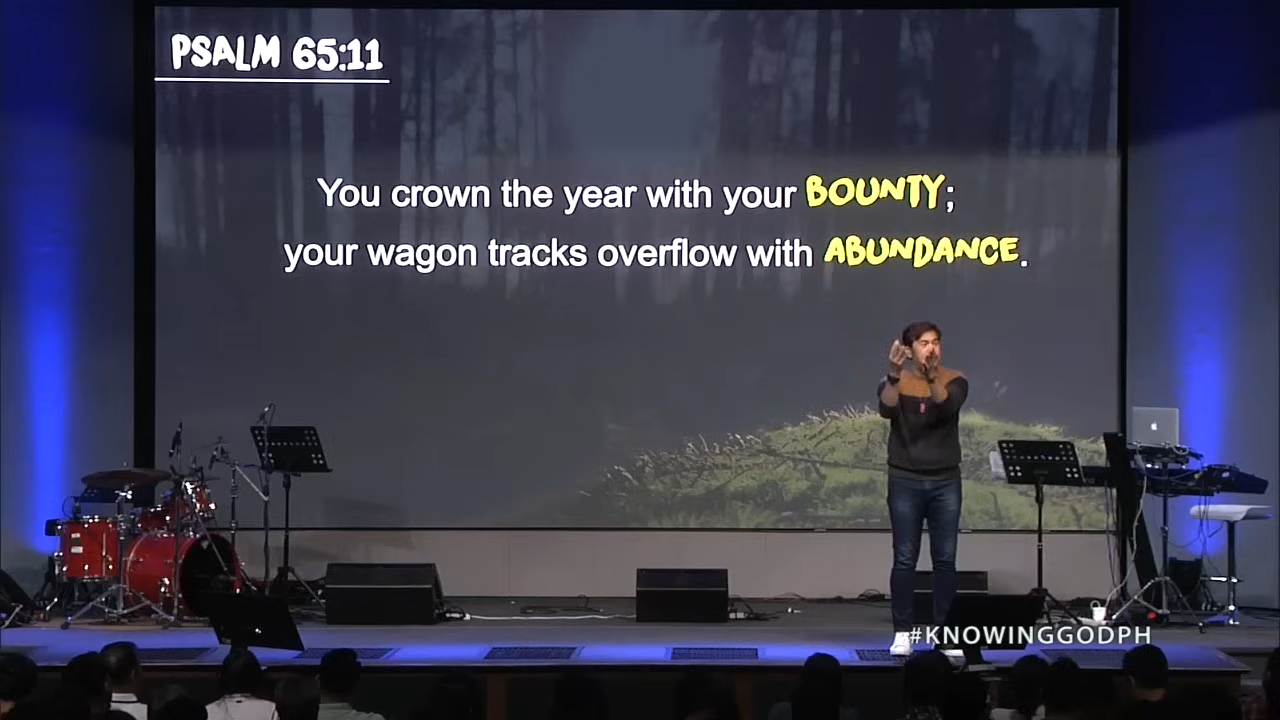 PSALM 65:11
You crown the year with your BOUNTY;
your wagon tracks overflow with ABUNDANCE.
#KNOWINGGODPH